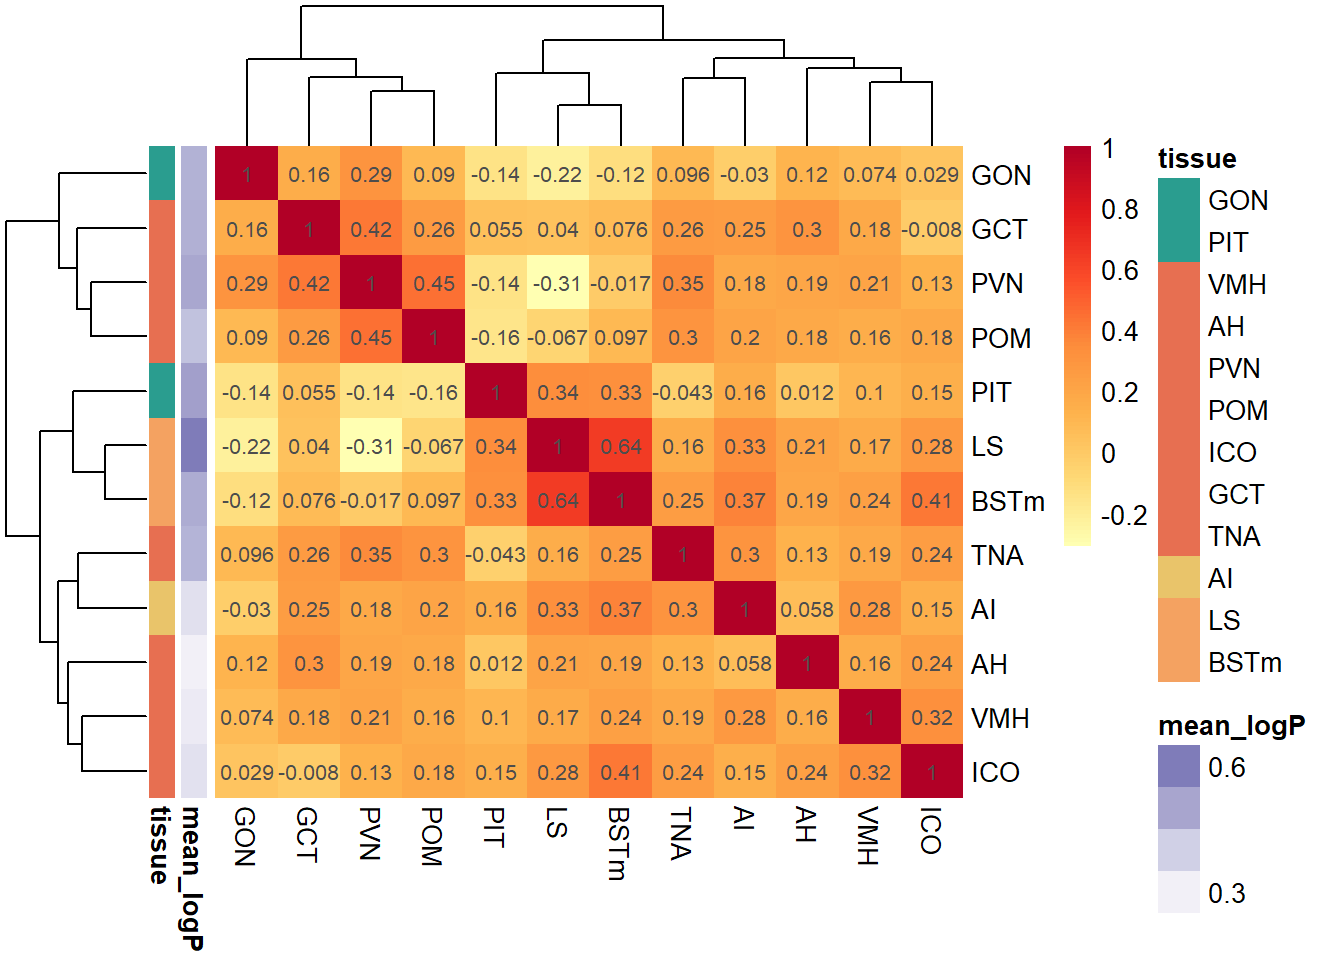 1 0.16 0.29 0.09 -0.14 -0.22 -0.12 0.096 -0.03 0.12 0.074 0.029 GON
0.16 1 0.42 0.26 0.055 0.04 0.076 0.26 0.25 0.3 0.18 -0.008 GCT
0.29 0.42 1 0.45 -0.14 -0.31 -0.017 0.35 0.18 0.19 0.21 0.13 PVN
0.09 0.26 0.45 1 -0.16 -0.067 0.097 0.3 0.2 0.18 0.16 0.18 POM
-0.14 0.055 -0.14 -0.16 1 0.34 0.33 -0.043 0.16 0.012 0.1 0.15 PIT
-0.22 0.04 -0.31 -0.067 0.34 1 0.64 0.16 0.33 0.21 0.17 0.28 LS
-0.12 0.076 -0.017 0.097 0.33 0.64 1 0.25 0.37 0.19 0.24 0.41 BSTm
0.096 0.26 0.35 0.3 -0.043 0.16 0.25 1 0.3 0.13 0.19 0.24 TNA
-0.03 0.25 0.18 0.2 0.16 0.33 0.37 0.3 1 0.058 0.28 0.15 AI
0.12 0.3 0.19 0.18 0.012 0.21 0.19 0.13 0.058 1 0.16 0.24 AH
0.074 0.18 0.21 0.16 0.1 0.17 0.24 0.19 0.28 0.16 1 0.32 VMH
0.029 -0.008 0.13 0.18 0.15 0.28 0.41 0.24 0.15 0.24 0.32 1 ICO
tissue
mean_logP
GON
GCT
PVN
POM
PIT
LS
BSTm
TNA
AI
AH
VMH
ICO
1
0.8
0.6
0.4
0.2
0
-0.2
tissue
GON
PIT
VMH
AH
PVN
POM
ICO
GCT
TNA
AI
LS
BSTm
mean_logP
0.6
0.3